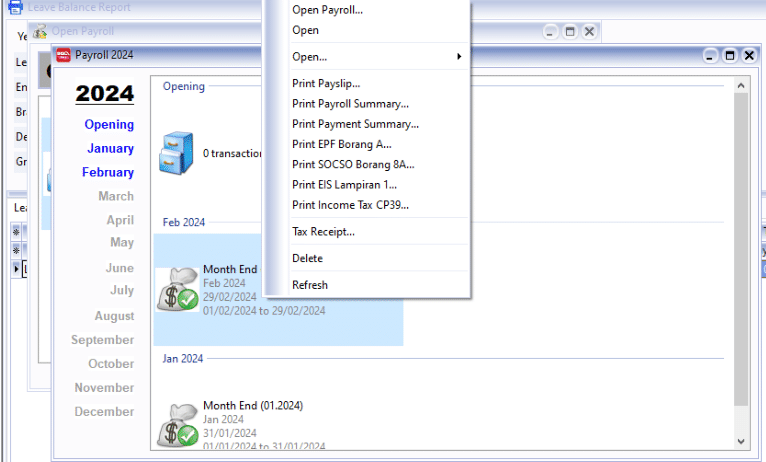 Leave Balance Report
Ye
Open Payroll
Le
Payroll 2024
En
Br
De
Gr
Lea
2024
Opening
January
February
March
April
May
June
July
August
September
October
November
December
Opening
0 transaction
Feb 2024
Month End
Feb 2024
29/02/2024
01/02/2024 to 29/02/2024
Jan 2024
Month End (01.2024)
Jan 2024
31/01/2024
01/01/2024 to 31/01/2024
Open Payroll...
Open
Open...
Print Payslip...
Print Payroll Summary...
Print Payment Summary...
Print EPF Borang A...
Print SOCSO Borang 8A...
Print EIS Lampiran 1...
Print Income Tax CP39...
Tax Receipt...
Delete
Refresh